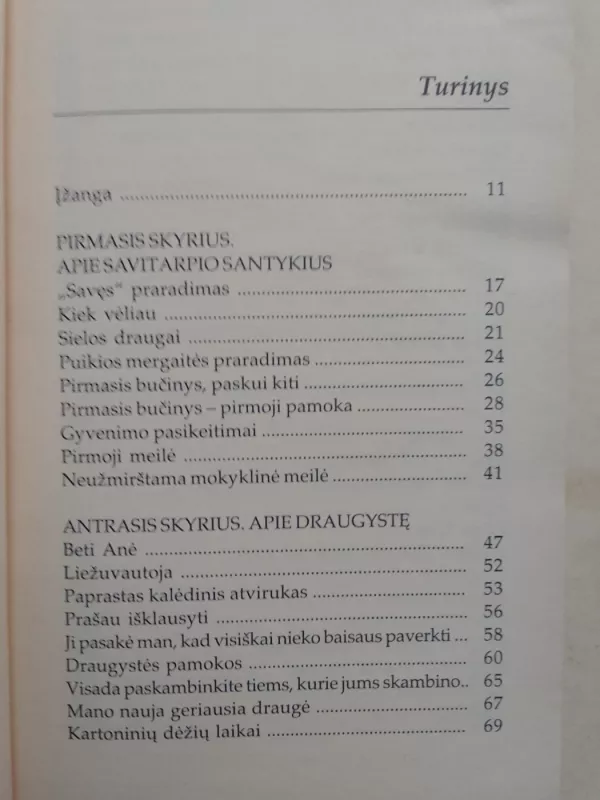 Turinys
Įžanga ........ 11
PIRMASIS SKYRIUS.
APIE SAVITARPIO SANTYKIUS
„Savęs“ praradimas ........ 17
Kiek vėliau ........ 20
Sielos draugai ........ 21
Puikios mergaitės praradimas ........ 24
Pirmasis bučinys, paskui kiti ........ 26
Pirmasis bučinys – pirmoji pamoka ........ 28
Gyvenimo pasikeitimai ........ 35
Pirmoji meilė ........ 38
Neužmirštama mokyklinė meilė ........ 41
ANTRASIS SKYRIUS. APIE DRAUGYSTĘ
Beti Anė ........ 47
Liežuvautoja ........ 52
Paprastas kalėdinis atvirukas ........ 53
Prašau išklausyti ........ 56
Ji pasakė man, kad visiškai nieko baisaus paverkti ... 58
Draugystės pamokos ........ 60
Visada paskambinkite tiems, kurie jums skambino.. 65
Mano nauja geriausia draugė ........ 67
Kartoninių dėžių laikai ........ 69